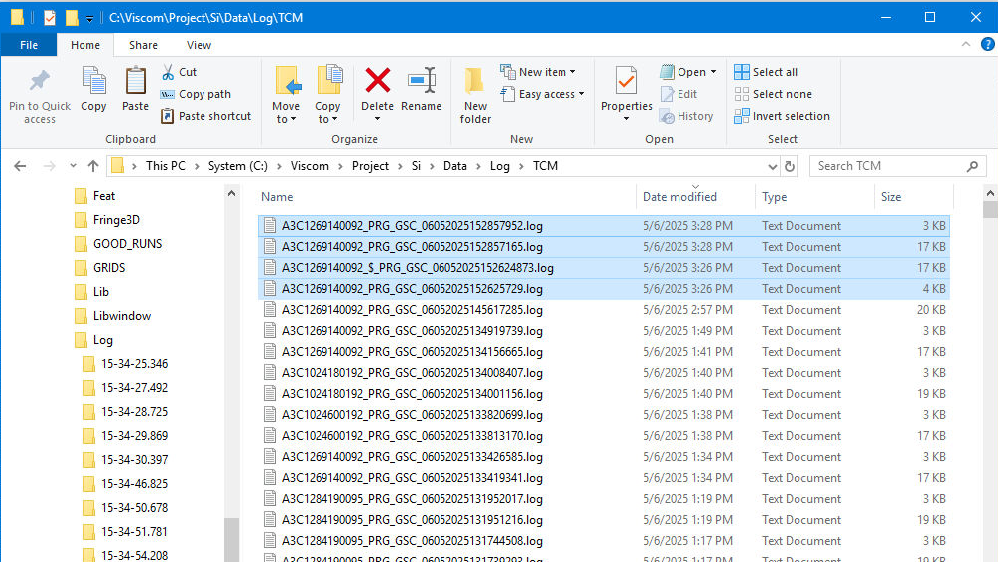 C:\Viscom\Project\Si\Data\Log\TCM
File Home Share View
Pin to Quick access
Copy
Paste
Cut
Copy path
Paste shortcut
Clipboard
Move to
Copy to
Delete
Rename
Organize
New folder
New item
Easy access
New
Properties
Open
Edit
History
Open
Select all
Select none
Invert selection
Select
This PC > System (C:) > Viscom > Project > Si > Data > Log > TCM
Search TCM
Feat
Fringe3D
GOOD_RUNS
GRIDS
Lib
Libwindow
Log
15-34-25.346
15-34-27.492
15-34-28.725
15-34-29.869
15-34-30.397
15-34-46.825
15-34-50.678
15-34-51.781
15-34-54.208
Name Date modified Type Size
A3C1269140092_PRG_GSC_06052025152857952.log 5/6/2025 3:28 PM Text Document 3 KB
A3C1269140092_PRG_GSC_06052025152857165.log 5/6/2025 3:28 PM Text Document 17 KB
A3C1269140092_$_PRG_GSC_06052025152624873.log 5/6/2025 3:26 PM Text Document 17 KB
A3C1269140092_PRG_GSC_06052025152625729.log 5/6/2025 3:26 PM Text Document 4 KB
A3C1269140092_PRG_GSC_06052025145617285.log 5/6/2025 2:57 PM Text Document 20 KB
A3C1269140092_PRG_GSC_06052025134919739.log 5/6/2025 1:49 PM Text Document 3 KB
A3C1269140092_PRG_GSC_06052025134156665.log 5/6/2025 1:41 PM Text Document 17 KB
A3C1024180192_PRG_GSC_06052025134008407.log 5/6/2025 1:40 PM Text Document 3 KB
A3C1024180192_PRG_GSC_06052025134001156.log 5/6/2025 1:40 PM Text Document 19 KB
A3C1024600192_PRG_GSC_06052025133820699.log 5/6/2025 1:38 PM Text Document 3 KB
A3C1024600192_PRG_GSC_06052025133813170.log 5/6/2025 1:38 PM Text Document 17 KB
A3C1269140092_PRG_GSC_06052025133426585.log 5/6/2025 1:34 PM Text Document 3 KB
A3C1269140092_PRG_GSC_06052025133419341.log 5/6/2025 1:34 PM Text Document 17 KB
A3C1284190095_PRG_GSC_06052025131952017.log 5/6/2025 1:19 PM Text Document 3 KB
A3C1284190095_PRG_GSC_06052025131951216.log 5/6/2025 1:19 PM Text Document 19 KB
A3C1284190095_PRG_GSC_06052025131744508.log 5/6/2025 1:17 PM Text Document 3 KB
5/6/2025 1:17 PM Text Document 19 KB